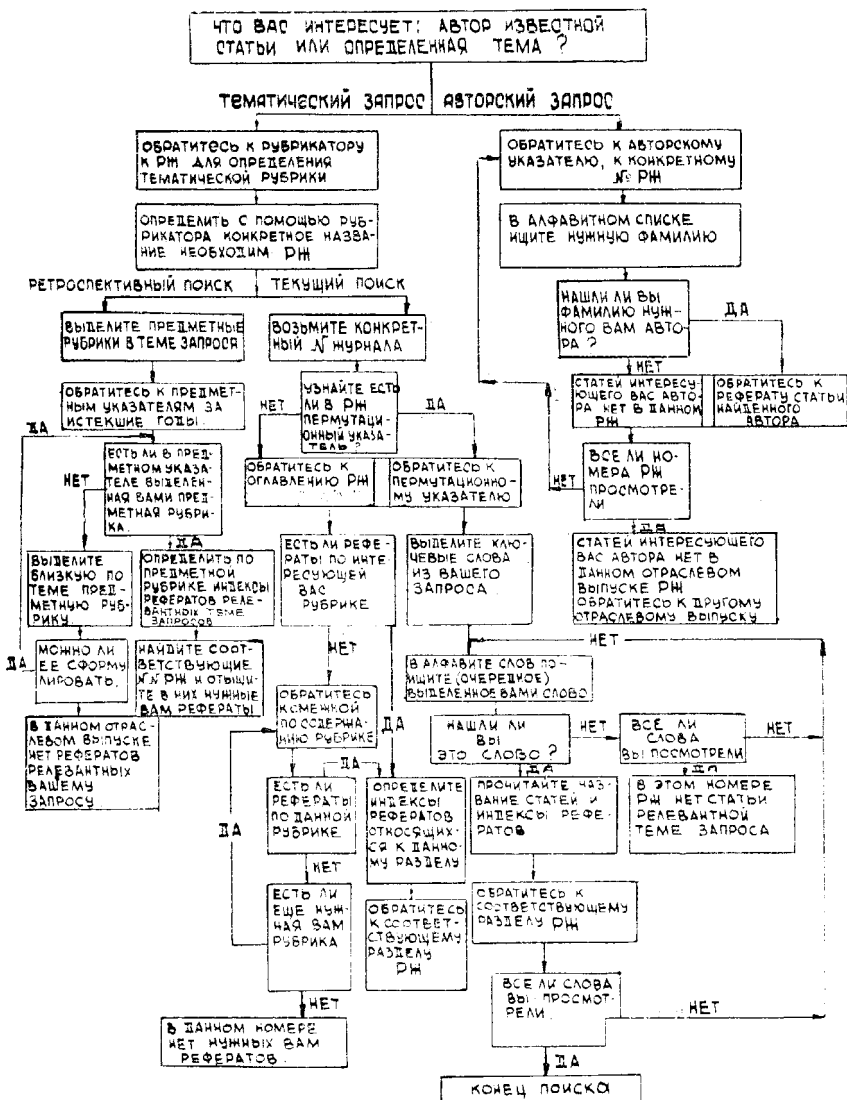 ЧТО ВАС ИНТЕРЕСУЕТ: АВТОР ИЗВЕСТНОЙ
СТАТЬИ ИЛИ ОПРЕДЕЛЕННАЯ ТЕМА ?
ТЕМАТИЧЕСКИЙ ЗАПРОС
АВТОРСКИЙ ЗАПРОС
ОБРАТИТЕСЬ К РУБРИКАТОРУ
К РЖ ДЛЯ ОПРЕДЕЛЕНИЯ
ТЕМАТИЧЕСКОЙ РУБРИКИ
ОПРЕДЕЛИТЬ С ПОМОЩЬЮ РУБ-
РИКАТОРА КОНКРЕТНОЕ НАЗВА-
НИЕ НЕОБХОДИМ РЖ
РЕТРОСПЕКТИВНЫЙ ПОИСК
ТЕКУЩИЙ ПОИСК
ВЫДЕЛИТЕ ПРЕДМЕТНЫЕ
РУБРИКИ В ТЕМЕ ЗАПРОСА
ОБРАТИТЕСЬ К ПРЕДМЕТ-
НЫМ УКАЗАТЕЛЯМ ЗА
ИСТЕКШИЕ ГОДЫ.
ДА
ЕСТЬ ЛИ В ПРЕД-
МЕТНОМ УКАЗА-
ТЕЛЕ ВЫДЕЛЕН-
НАЯ ВАМИ ПРЕД-
МЕТНАЯ РУБРИ-
КА.
НЕТ
ДА
ВЫДЕЛИТЕ
БЛИЗКУЮ ПО
ТЕМЕ ПРЕД-
МЕТНУЮ РУБ-
РИКУ.
ОПРЕДЕЛИТЬ ПО
ПРЕДМЕТНОЙ
РУБРИКЕ ИНДЕКСЫ
РЕФЕРАТОВ РЕЛЕ-
ВАНТНЫХ ТЕМЕ
ЗАПРОСОВ
МОЖНО ЛИ
ЕЕ СФОРМУ
ЛИРОВАТЬ.
ДА
НАЙДИТЕ СООТ-
ВЕТСТВУЮЩИЕ
№№ РЖ И ОТЫЩИ-
ТЕ В НИХ НУЖНЫЕ
ВАМ РЕФЕРАТЫ
В ДАННОМ ОТРАС-
ЛЕВОМ ВЫПУСКЕ
НЕТ РЕФЕРАТОВ
РЕЛЕВАНТНЫХ
ВАШЕМУ
ЗАПРОСУ
ВОЗЬМИТЕ КОНКРЕТ-
НЫЙ N ЖУРНАЛА
УЗНАЙТЕ ЕСТЬ
ЛИ В РЖ
ПЕРМУТАЦИ-
ОННЫЙ УКАЗА-
ТЕЛЬ ?
НЕТ
ДА
ОБРАТИТЕСЬ К
ОГЛАВЛЕНИЮ РЖ
ОБРАТИТЕСЬ К
ПЕРМУТАЦИОННО-
МУ УКАЗАТЕЛЮ
ЕСТЬ ЛИ РЕФЕ-
РАТЫ ПО ИНТЕ-
РЕСУЮЩЕЙ
ВАС
РУБРИКЕ
НЕТ
ДА
ОБРАТИТЕСЬ
К СМЕЖНОЙ
ПО СОДЕРЖА-
НИЮ РУБРИКЕ
ЕСТЬ ЛИ
РЕФЕРАТЫ
ПО ДАННОЙ
РУБРИКЕ
ДА
НЕТ
ДА
ЕСТЬ ЛИ
ЕЩЕ НУЖ-
НАЯ ВАМ
РУБРИКА
НЕТ
В ДАННОМ НОМЕРЕ
НЕТ НУЖНЫХ ВАМ
РЕФЕРАТОВ.
ОПРЕДЕЛИТЕ
ИНДЕКСЫ
РЕФЕРАТОВ
ОТНОСЯЩИХ-
СЯ К ДАННО-
МУ РАЗДЕЛУ
ОБРАТИТЕСЬ
К СООТВЕТ-
СТВУЮЩЕМУ
РАЗДЕЛУ
РЖ
ВЫДЕЛИТЕ КЛЮ-
ЧЕВЫЕ СЛОВА
ИЗ ВАШЕГО
ЗАПРОСА.
В АЛФАВИТЕ СЛОВ ПО-
ИЩИТЕ (ОЧЕРЕДНОЕ)
ВЫДЕЛЕННОЕ ВАМИ СЛОВО
НЕТ
НАШЛИ ЛИ
ВЫ
ЭТО СЛОВО ?
НЕТ
ВСЕ ЛИ
СЛОВА
ВЫ ПОСМОТРЕЛИ
НЕТ
ДА
ДА
ПРОЧИТАЙТЕ НАЗ-
ВАНИЕ СТАТЕЙ И
ИНДЕКСЫ РЕФЕ-
РАТОВ
В ЭТОМ НОМЕРЕ
РЖ НЕТ СТАТЬИ
РЕЛЕВАНТНОЙ
ТЕМЕ ЗАПРОСА
ОБРАТИТЕСЬ К
СООТВЕТСТВУЮЩЕМУ
РАЗДЕЛУ РЖ
ВСЕ ЛИ СЛОВА
ВЫ ПРОСМОТ-
РЕЛИ.
НЕТ
ДА
КОНЕЦ ПОИСКА
ОБРАТИТЕСЬ К АВТОРСКОМУ
УКАЗАТЕЛЮ, К КОНКРЕТНОМУ
№ РЖ
В АЛФАВИТНОМ СПИСКЕ
ИЩИТЕ НУЖНУЮ ФАМИЛИЮ
НАШЛИ ЛИ ВЫ
ФАМИЛИЮ НУЖ-
НОГО ВАМ АВТО-
РА ?
ДА
НЕТ
СТАТЕЙ ИНТЕРЕСУ-
ЮЩЕГО ВАС АВТО-
РА НЕТ В ДАННОМ
РЖ
ОБРАТИТЕСЬ К
РЕФЕРАТУ СТАТЬИ
НАЙДЕННОГО
АВТОРА
ВСЕ ЛИ НО-
МЕРА РЖ
ПРОСМОТРЕ-
ЛИ
НЕТ
ДА
СТАТЕЙ ИНТЕРЕСУЮЩЕГО
ВАС АВТОРА НЕТ В
ДАННОМ ОТРАСЛЕВОМ
ВЫПУСКЕ РЖ
ОБРАТИТЕСЬ К ДРУГОМУ
ОТРАСЛЕВОМУ ВЫПУСКУ